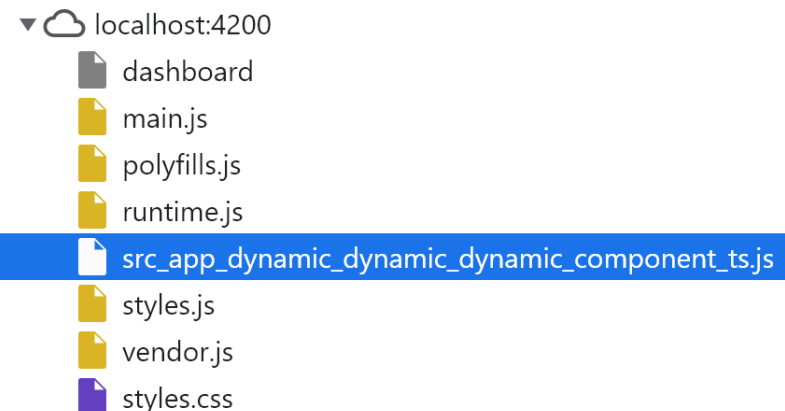 localhost:4200
dashboard
main.js
polyfills.js
runtime.js
src_app_dynamic_dynamic_dynamic_component_ts.js
styles.js
vendor.js
styles.css